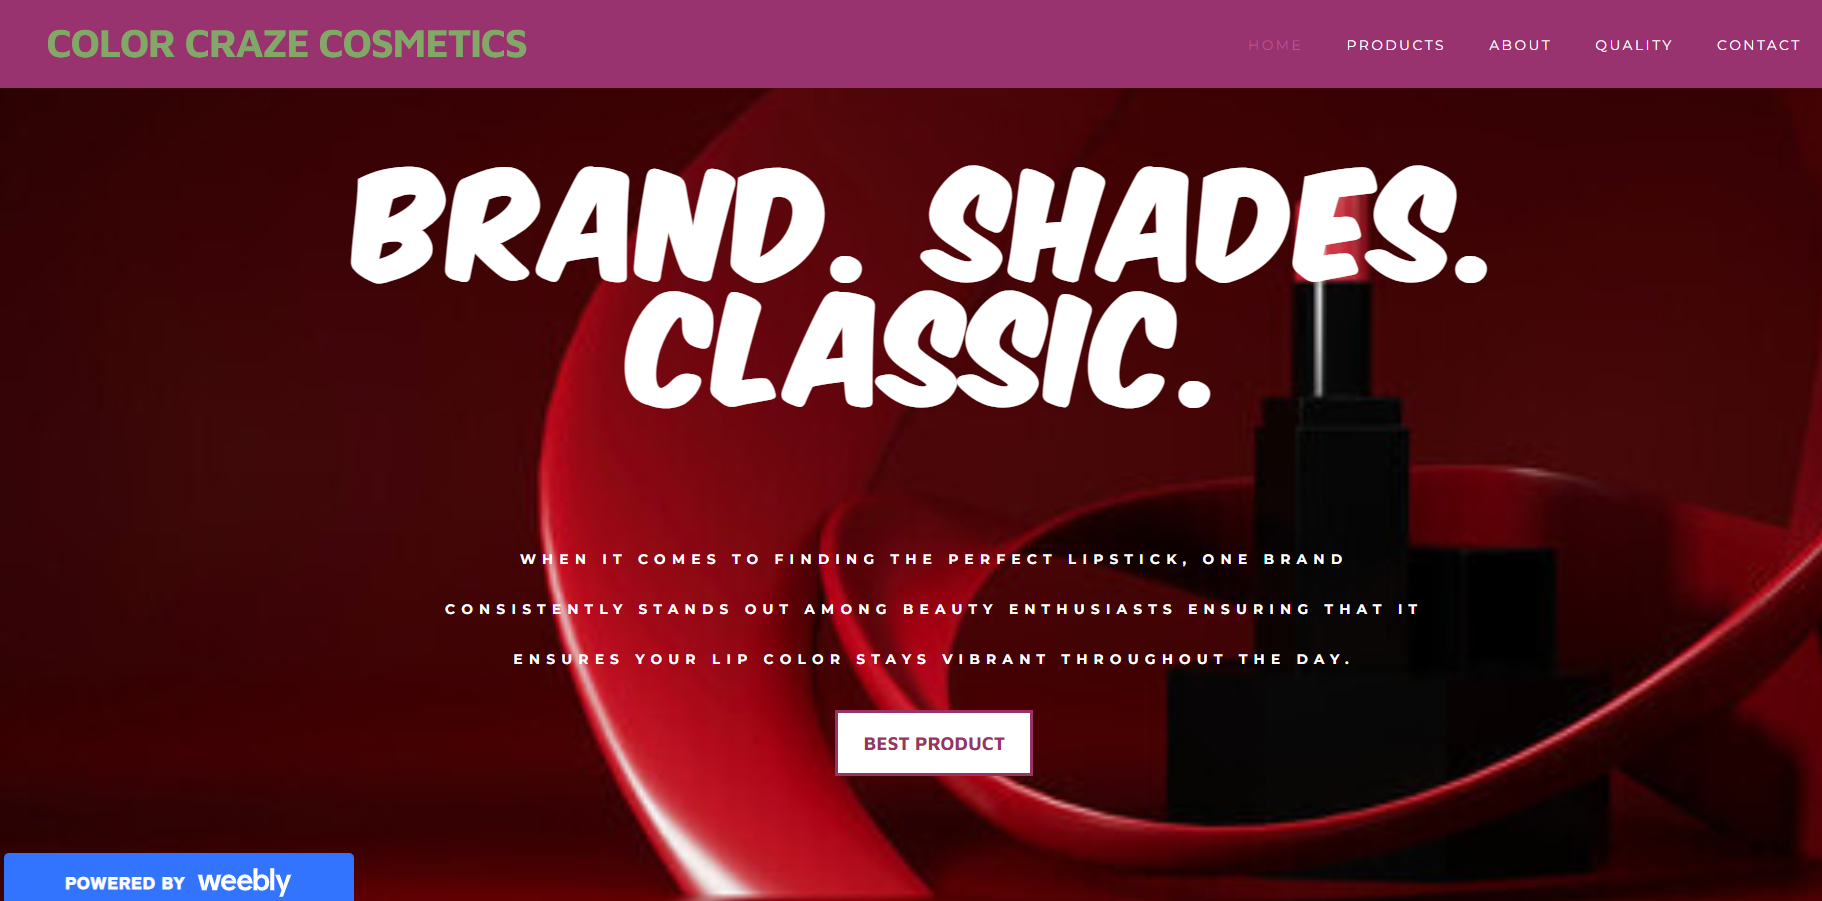 COLOR CRAZE COSMETICS
HOME PRODUCTS ABOUT QUALITY CONTACT
BRAND. SHADES.
CLASSIC.
WHEN IT COMES TO FINDING THE PERFECT LIPSTICK, ONE BRAND
CONSISTENTLY STANDS OUT AMONG BEAUTY ENTHUSIASTS ENSURING THAT IT
ENSURES YOUR LIP COLOR STAYS VIBRANT THROUGHOUT THE DAY.
BEST PRODUCT
POWERED BY weebly